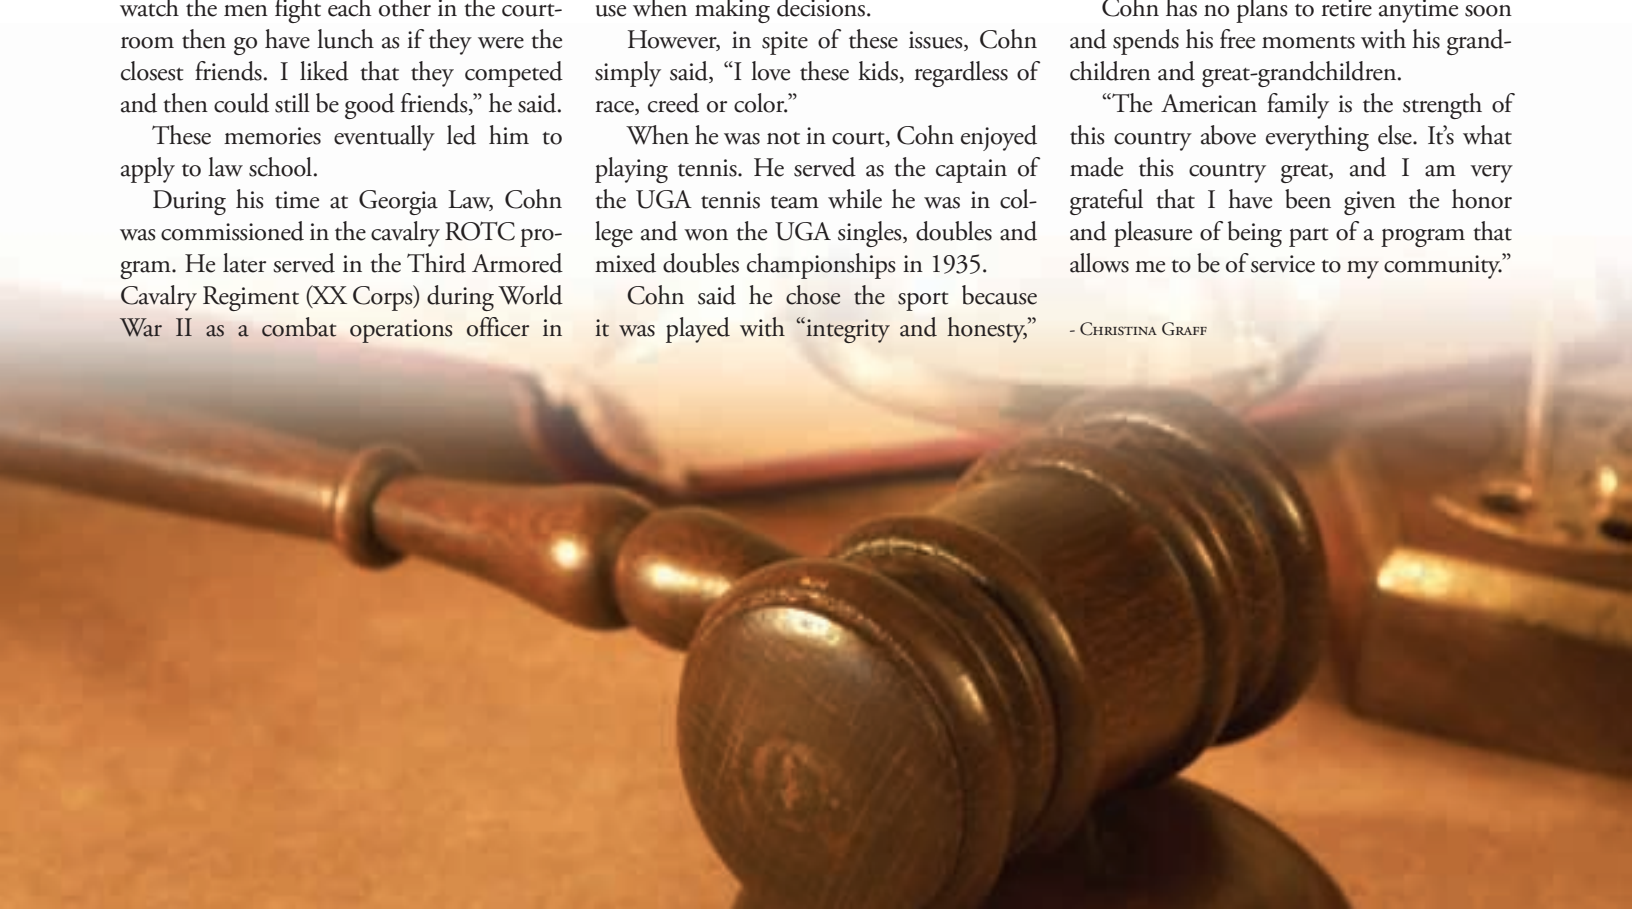 watch the men fight each other in the court-
room then go have lunch as if they were the
closest friends. I liked that they competed
and then could still be good friends,” he said.
These memories eventually led him to
apply to law school.
During his time at Georgia Law, Cohn
was commissioned in the cavalry ROTC pro-
gram. He later served in the Third Armored
Cavalry Regiment (XX Corps) during World
War II as a combat operations officer in
use when making decisions.
However, in spite of these issues, Cohn
simply said, “I love these kids, regardless of
race, creed or color.”
When he was not in court, Cohn enjoyed
playing tennis. He served as the captain of
the UGA tennis team while he was in col-
lege and won the UGA singles, doubles and
mixed doubles championships in 1935.
Cohn said he chose the sport because
it was played with “integrity and honesty,”
Cohn has no plans to retire anytime soon
and spends his free moments with his grand-
children and great-grandchildren.
“The American family is the strength of
this country above everything else. It’s what
made this country great, and I am very
grateful that I have been given the honor
and pleasure of being part of a program that
allows me to be of service to my community.”
- Christina Graff